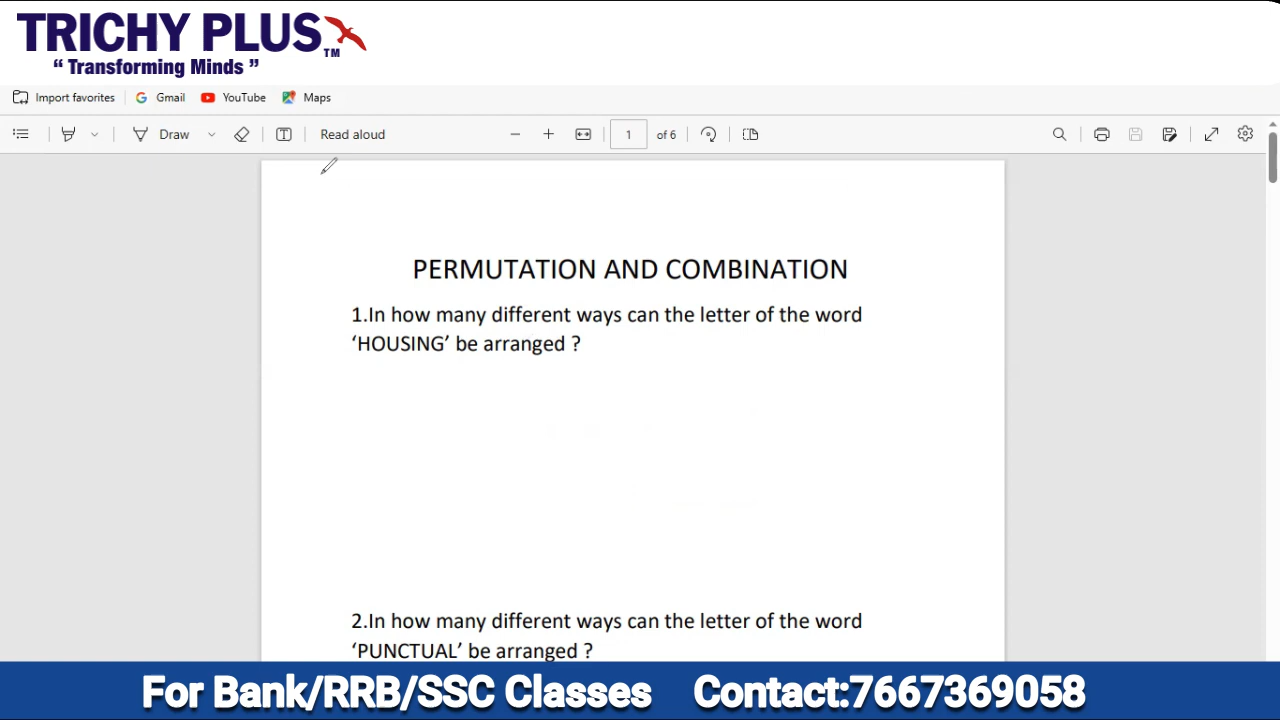 TRICHY PLUS TM
“ Transforming Minds ”
Import favorites Gmail YouTube Maps
Draw Read aloud 1 of 6
PERMUTATION AND COMBINATION
1.In how many different ways can the letter of the word
‘HOUSING’ be arranged ?
2.In how many different ways can the letter of the word
‘PUNCTUAL’ be arranged ?
For Bank/RRB/SSC Classes Contact:7667369058